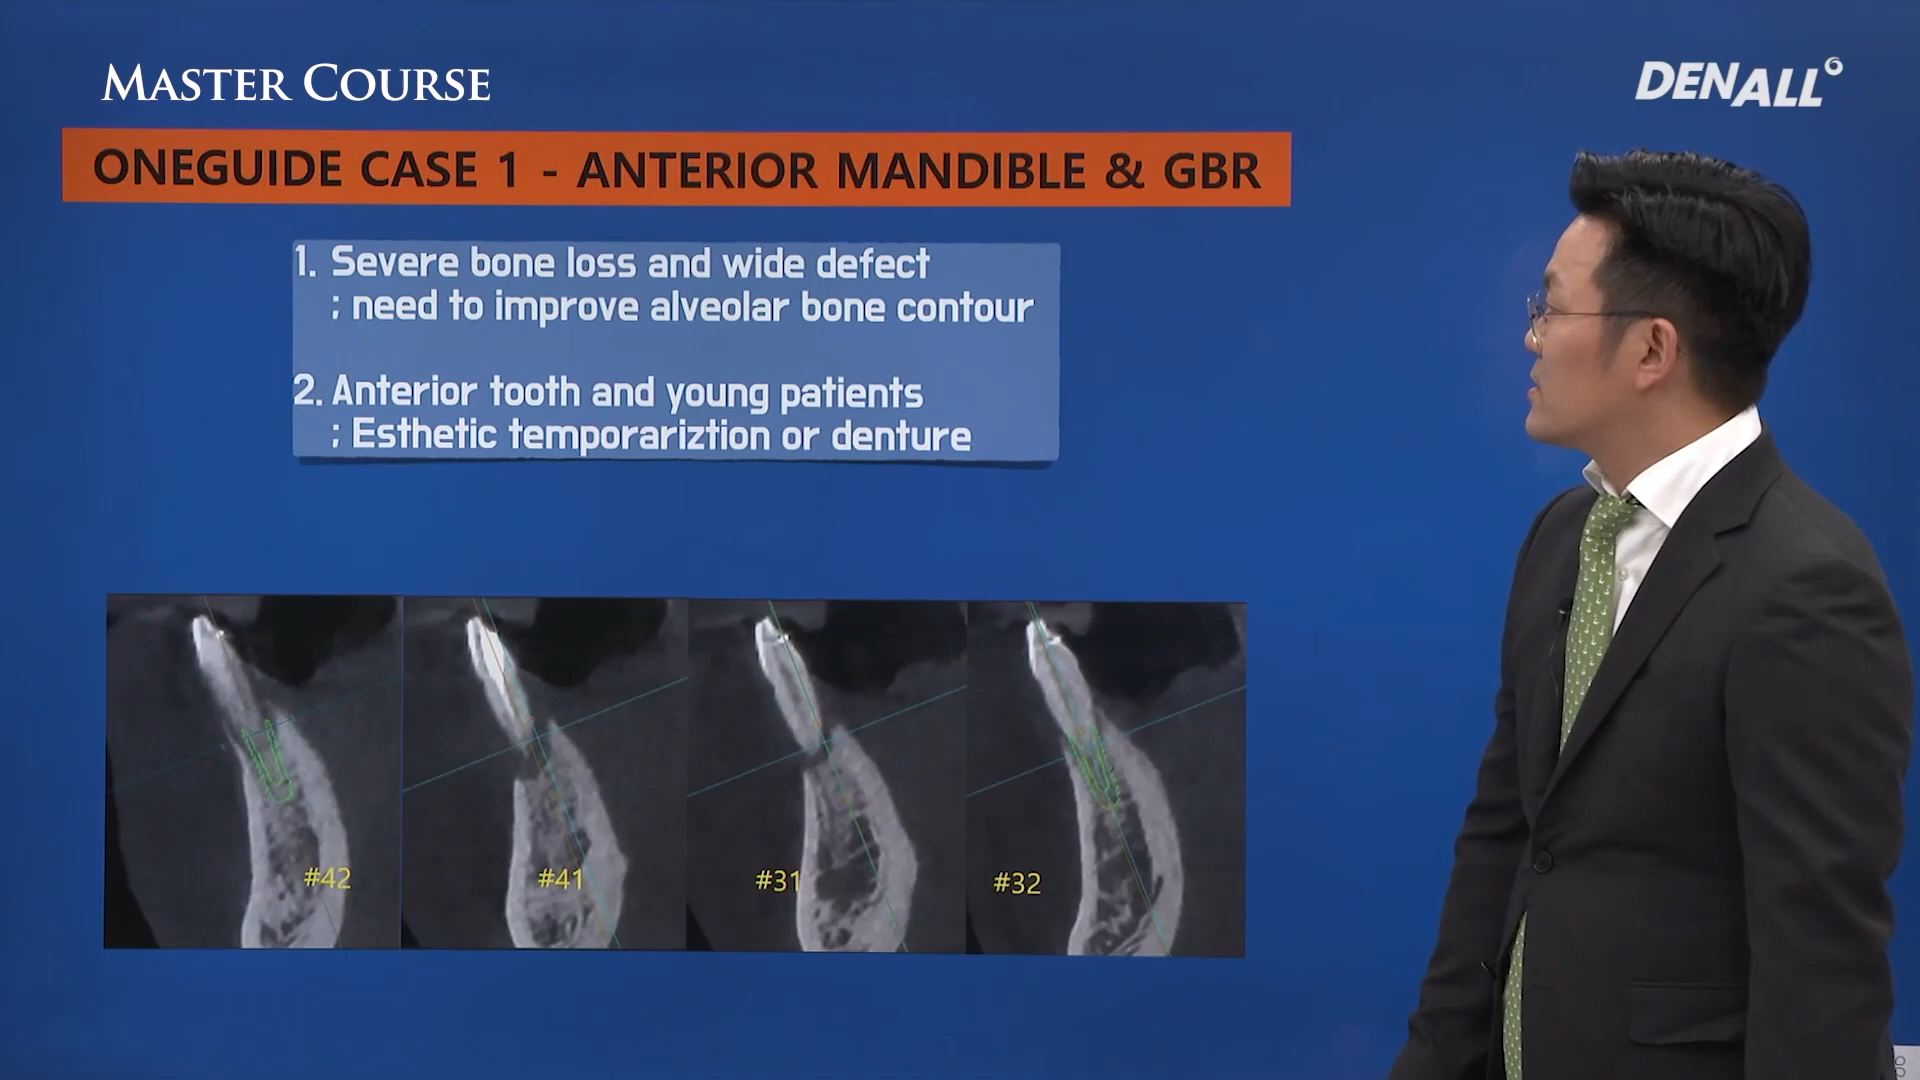 MASTER COURSE
DENALL
ONEGUIDE CASE 1 - ANTERIOR MANDIBLE & GBR
1. Severe bone loss and wide defect
; need to improve alveolar bone contour
2. Anterior tooth and young patients
; Esthetic temporariztion or denture
#42
#41
#31
#32